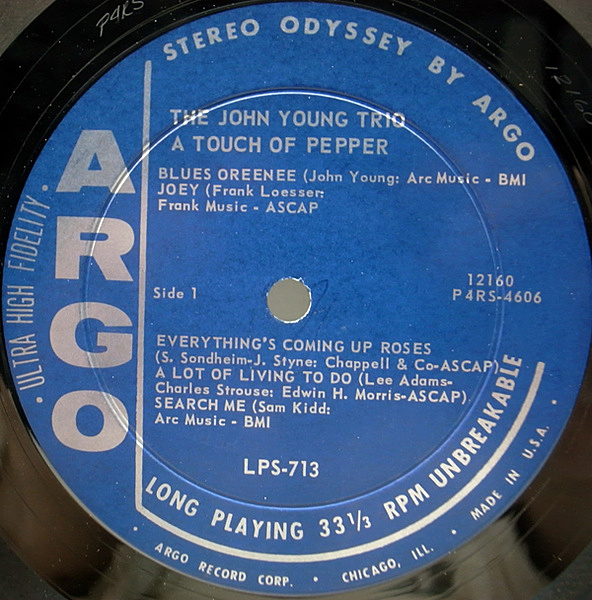 P4RS
12160
STEREO ODYSSEY BY ARGO
THE JOHN YOUNG TRIO
A TOUCH OF PEPPER
BLUES OREENEE (John Young: Arc Music - BMI
JOEY (Frank Loesser:
Frank Music - ASCAP
• ULTRA HIGH FIDELITY •
ARGO
Side 1
12160
P4RS-4606
EVERYTHING'S COMING UP ROSES
(S. Sondheim-J. Styne: Chappell & Co-ASCAP)
A LOT OF LIVING TO DO (Lee Adams-
Charles Strouse: Edwin H. Morris-ASCAP)
SEARCH ME (Sam Kidd:
Arc Music - BMI
LPS-713
LONG PLAYING 33 1/3 RPM UNBREAKABLE
• ARGO RECORD CORP. • CHICAGO, ILL. • MADE IN U.S.A. •